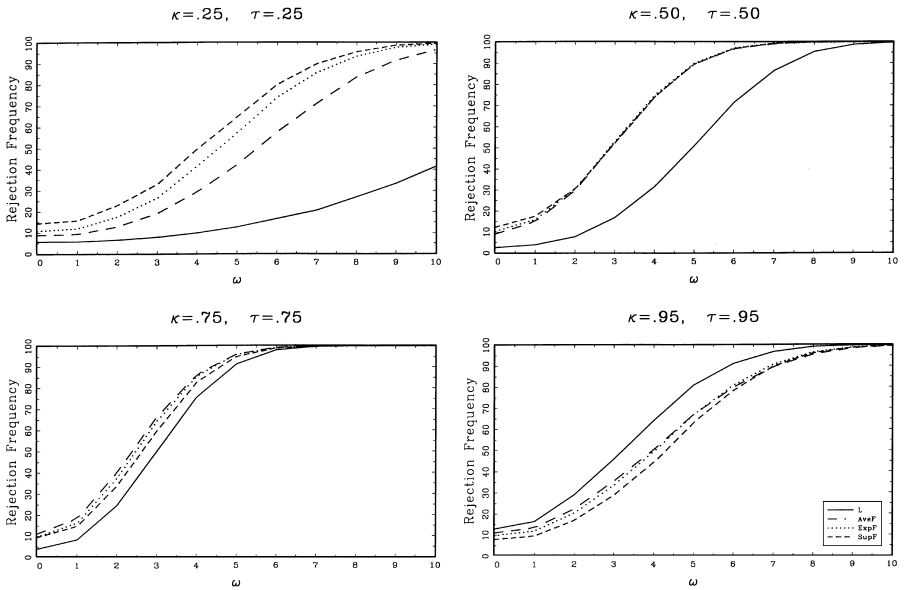 κ=.25, τ=.25
Rejection Frequency
0 10 20 30 40 50 60 70 80 90 100
0 1 2 3 4 5 6 7 8 9 10
ω
κ=.50, τ=.50
Rejection Frequency
0 10 20 30 40 50 60 70 80 90 100
0 1 2 3 4 5 6 7 8 9 10
ω
κ=.75, τ=.75
Rejection Frequency
0 10 20 30 40 50 60 70 80 90 100
0 1 2 3 4 5 6 7 8 9 10
ω
κ=.95, τ=.95
Rejection Frequency
0 10 20 30 40 50 60 70 80 90 100
0 1 2 3 4 5 6 7 8 9 10
ω
L
AveF
ExpF
SupF